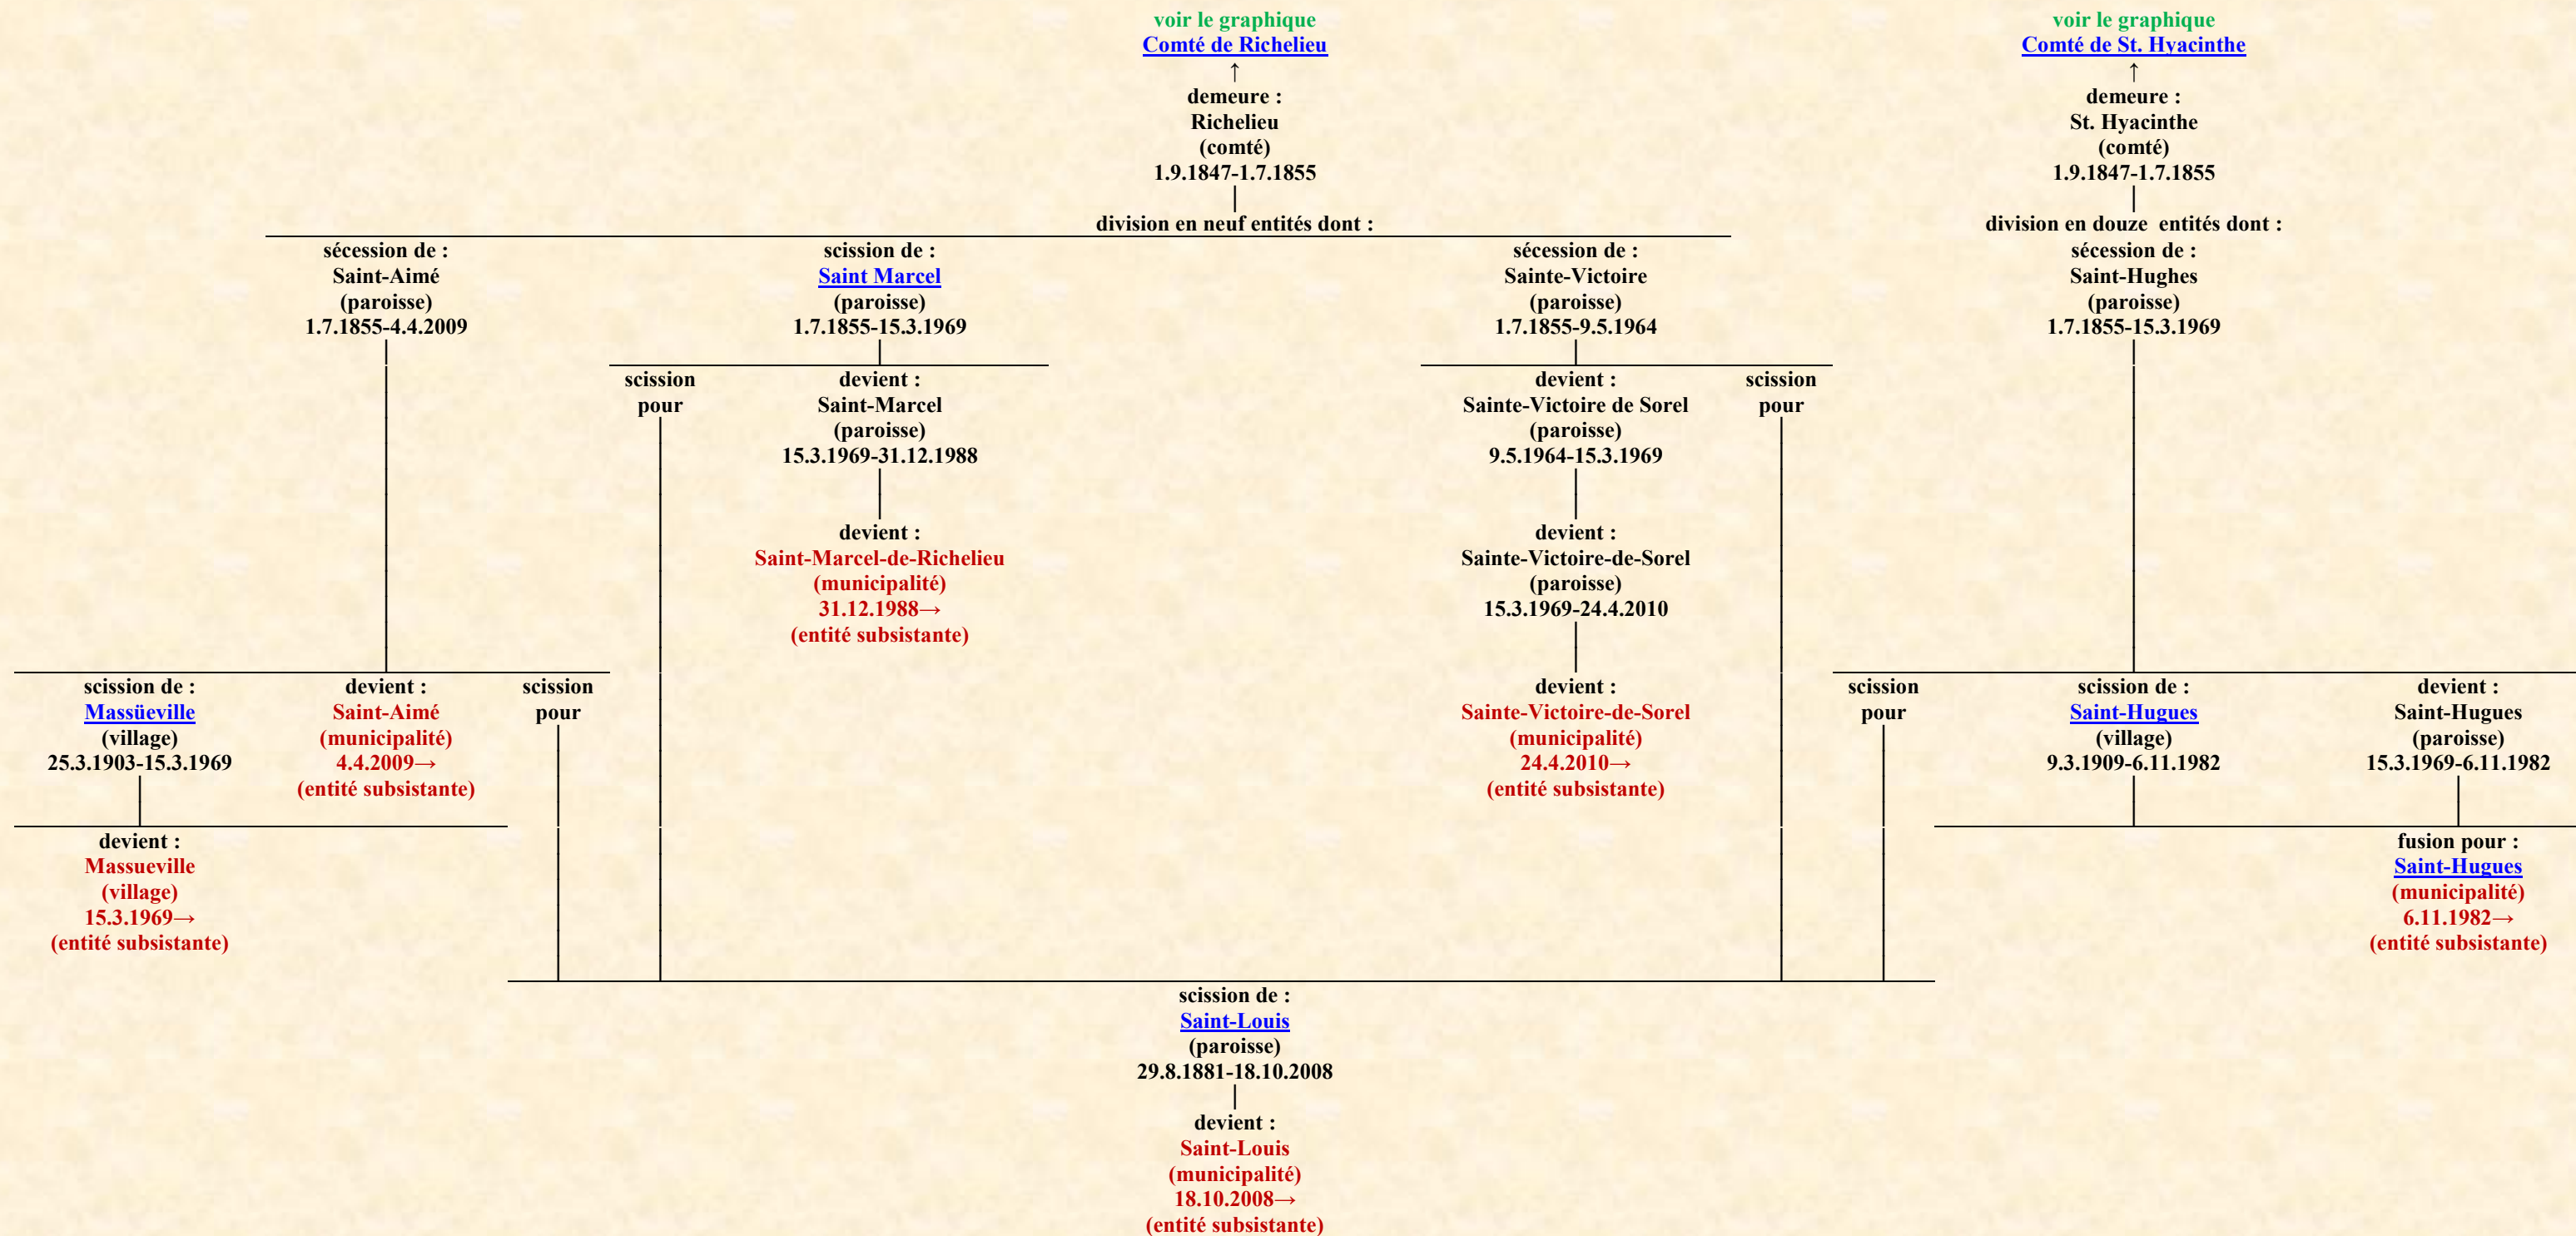 voir le graphique
Comté de Richelieu
↑
demeure :
Richelieu
(comté)
1.9.1847-1.7.1855
division en neuf entités dont :
voir le graphique
Comté de St. Hyacinthe
↑
demeure :
St. Hyacinthe
(comté)
1.9.1847-1.7.1855
division en douze entités dont :
sécession de :
Saint-Aimé
(paroisse)
1.7.1855-4.4.2009
scission de :
Saint Marcel
(paroisse)
1.7.1855-15.3.1969
sécession de :
Sainte-Victoire
(paroisse)
1.7.1855-9.5.1964
sécession de :
Saint-Hughes
(paroisse)
1.7.1855-15.3.1969
scission
pour
devient :
Saint-Marcel
(paroisse)
15.3.1969-31.12.1988
devient :
Saint-Marcel-de-Richelieu
(municipalité)
31.12.1988→
(entité subsistante)
devient :
Sainte-Victoire de Sorel
(paroisse)
9.5.1964-15.3.1969
devient :
Sainte-Victoire-de-Sorel
(paroisse)
15.3.1969-24.4.2010
devient :
Sainte-Victoire-de-Sorel
(municipalité)
24.4.2010→
(entité subsistante)
scission
pour
scission de :
Massüeville
(village)
25.3.1903-15.3.1969
devient :
Massueville
(village)
15.3.1969→
(entité subsistante)
devient :
Saint-Aimé
(municipalité)
4.4.2009→
(entité subsistante)
scission
pour
scission
pour
scission de :
Saint-Hugues
(village)
9.3.1909-6.11.1982
devient :
Saint-Hugues
(paroisse)
15.3.1969-6.11.1982
fusion pour :
Saint-Hugues
(municipalité)
6.11.1982→
(entité subsistante)
scission de :
Saint-Louis
(paroisse)
29.8.1881-18.10.2008
devient :
Saint-Louis
(municipalité)
18.10.2008→
(entité subsistante)